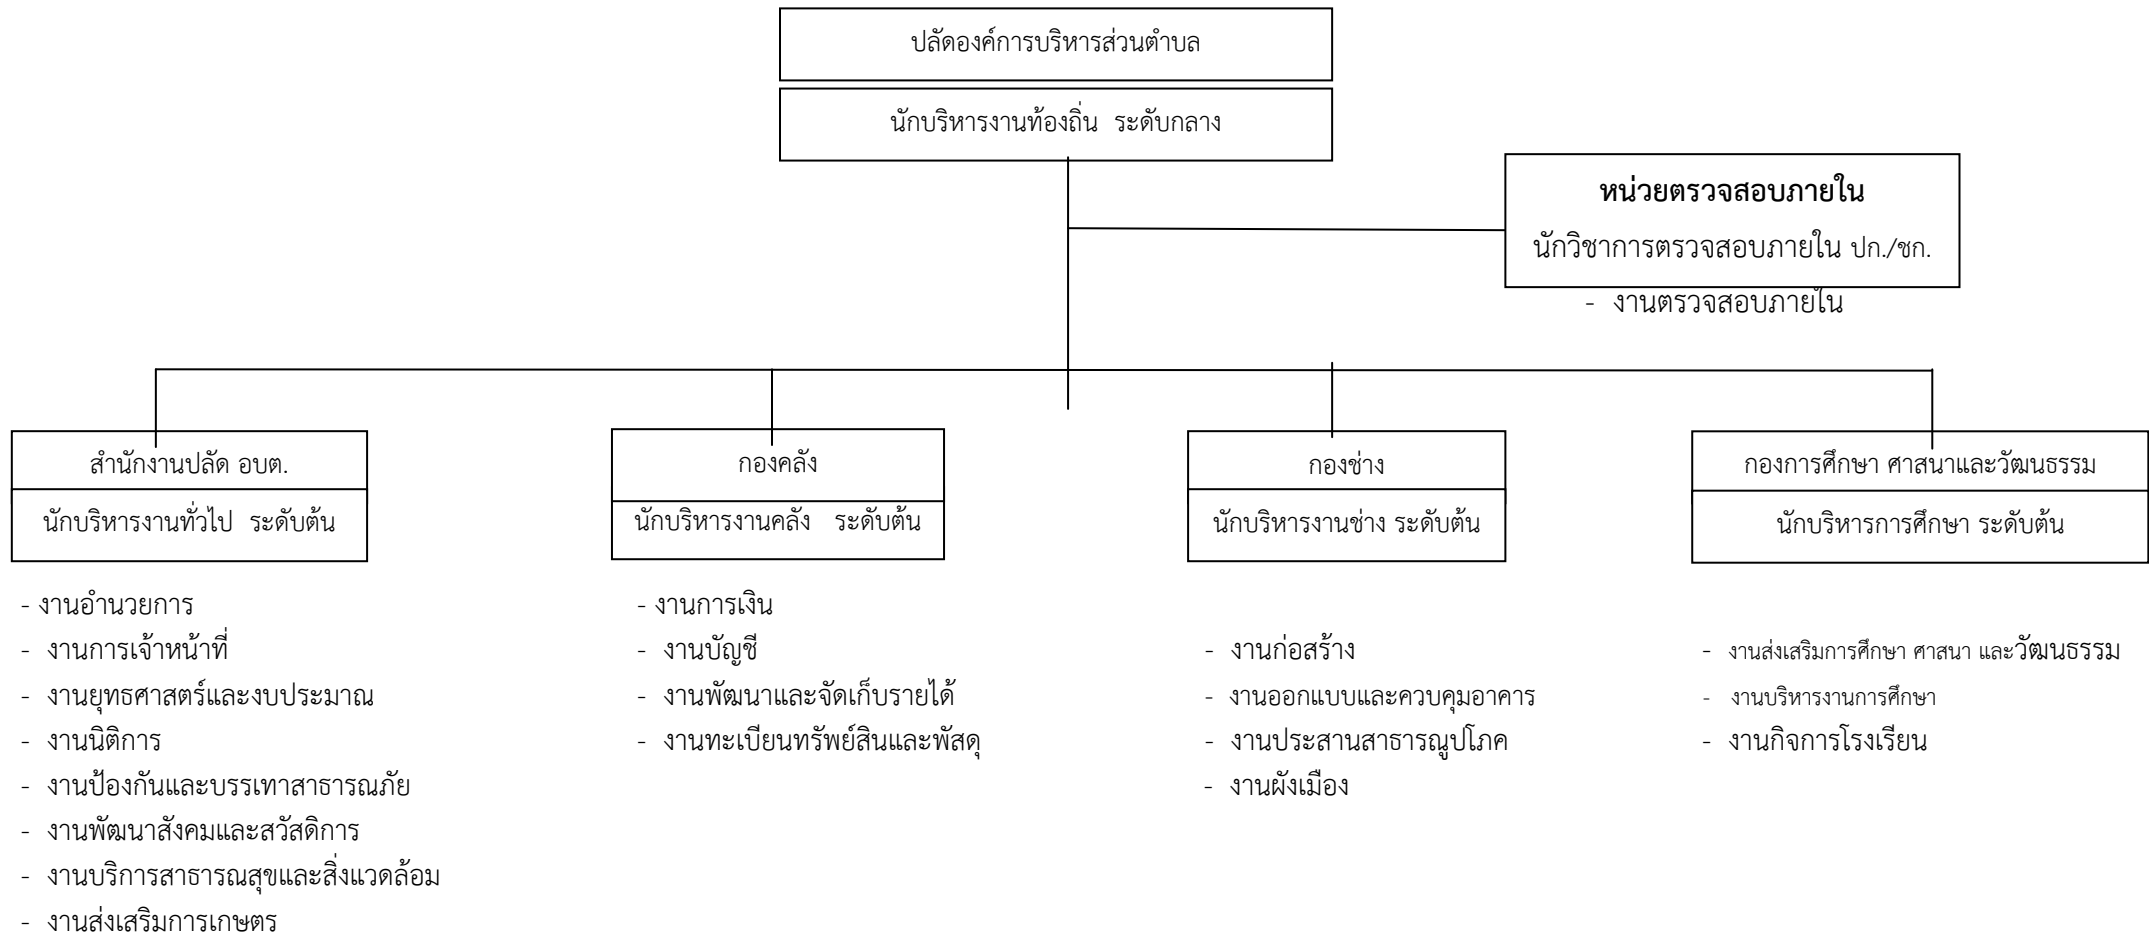 ปลัดองค์การบริหารส่วนตำบล
นักบริหารงานท้องถิ่น ระดับกลาง
หน่วยตรวจสอบภายใน
นักวิชาการตรวจสอบภายใน ปก./ชก.
- งานตรวจสอบภายใน
สำนักงานปลัด อบต.
นักบริหารงานทั่วไป ระดับต้น
- งานอำนวยการ
- งานการเจ้าหน้าที่
- งานยุทธศาสตร์และงบประมาณ
- งานนิติการ
- งานป้องกันและบรรเทาสาธารณภัย
- งานพัฒนาสังคมและสวัสดิการ
- งานบริการสาธารณสุขและสิ่งแวดล้อม
- งานส่งเสริมการเกษตร
กองคลัง
นักบริหารงานคลัง ระดับต้น
- งานการเงิน
- งานบัญชี
- งานพัฒนาและจัดเก็บรายได้
- งานทะเบียนทรัพย์สินและพัสดุ
กองช่าง
นักบริหารงานช่าง ระดับต้น
- งานก่อสร้าง
- งานออกแบบและควบคุมอาคาร
- งานประสานสาธารณูปโภค
- งานผังเมือง
กองการศึกษา ศาสนาและวัฒนธรรม
นักบริหารการศึกษา ระดับต้น
- งานส่งเสริมการศึกษา ศาสนา และวัฒนธรรม
- งานบริหารงานการศึกษา
- งานกิจการโรงเรียน